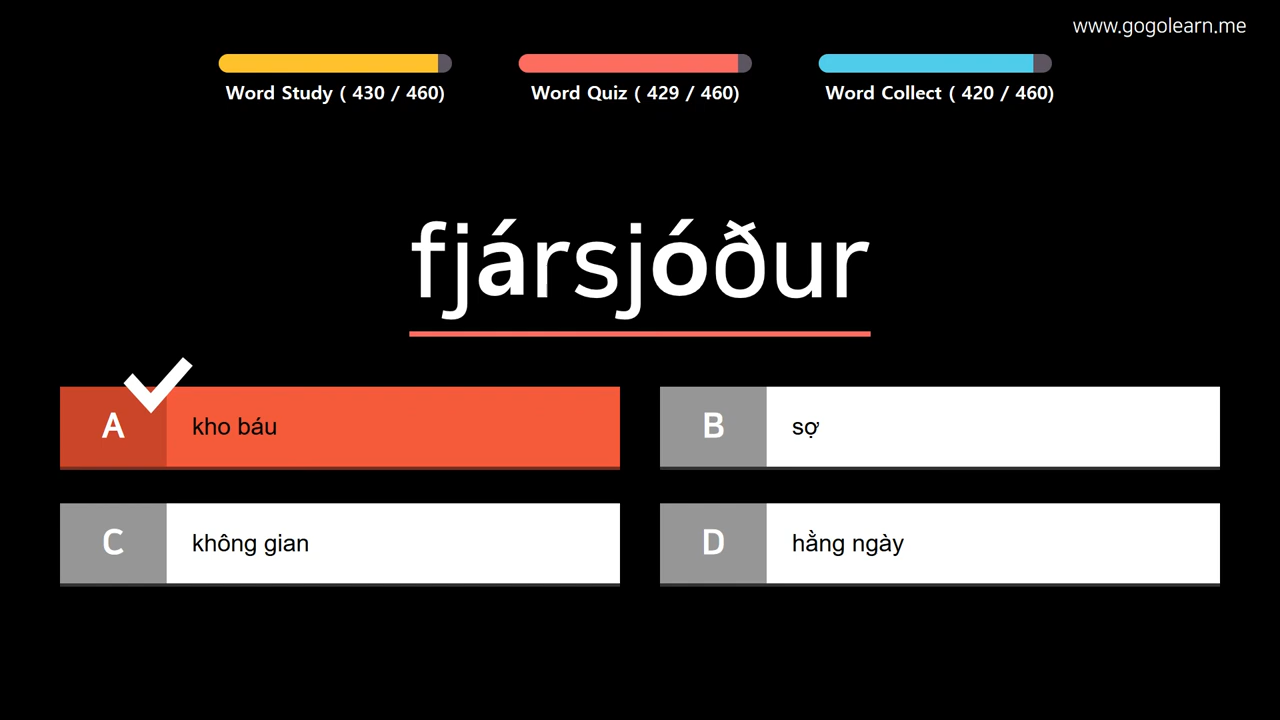 www.gogolearn.me
Word Study ( 430 / 460)
Word Quiz ( 429 / 460)
Word Collect ( 420 / 460)
fjársjóður
A kho báu
B sợ
C không gian
D hằng ngày